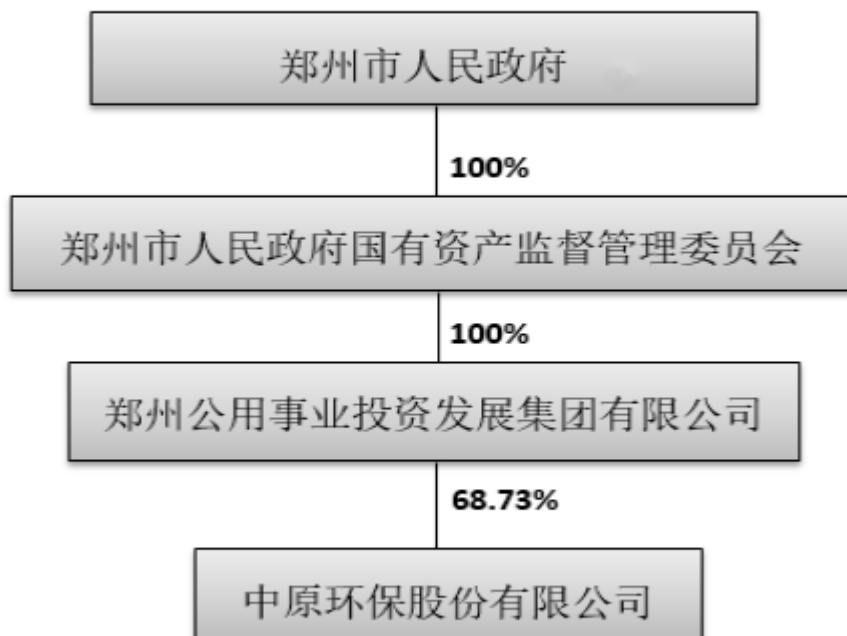 郑州市人民政府
100%
郑州市人民政府国有资产监督管理委员会
100%
郑州公用事业投资发展集团有限公司
68.73%
中原环保股份有限公司